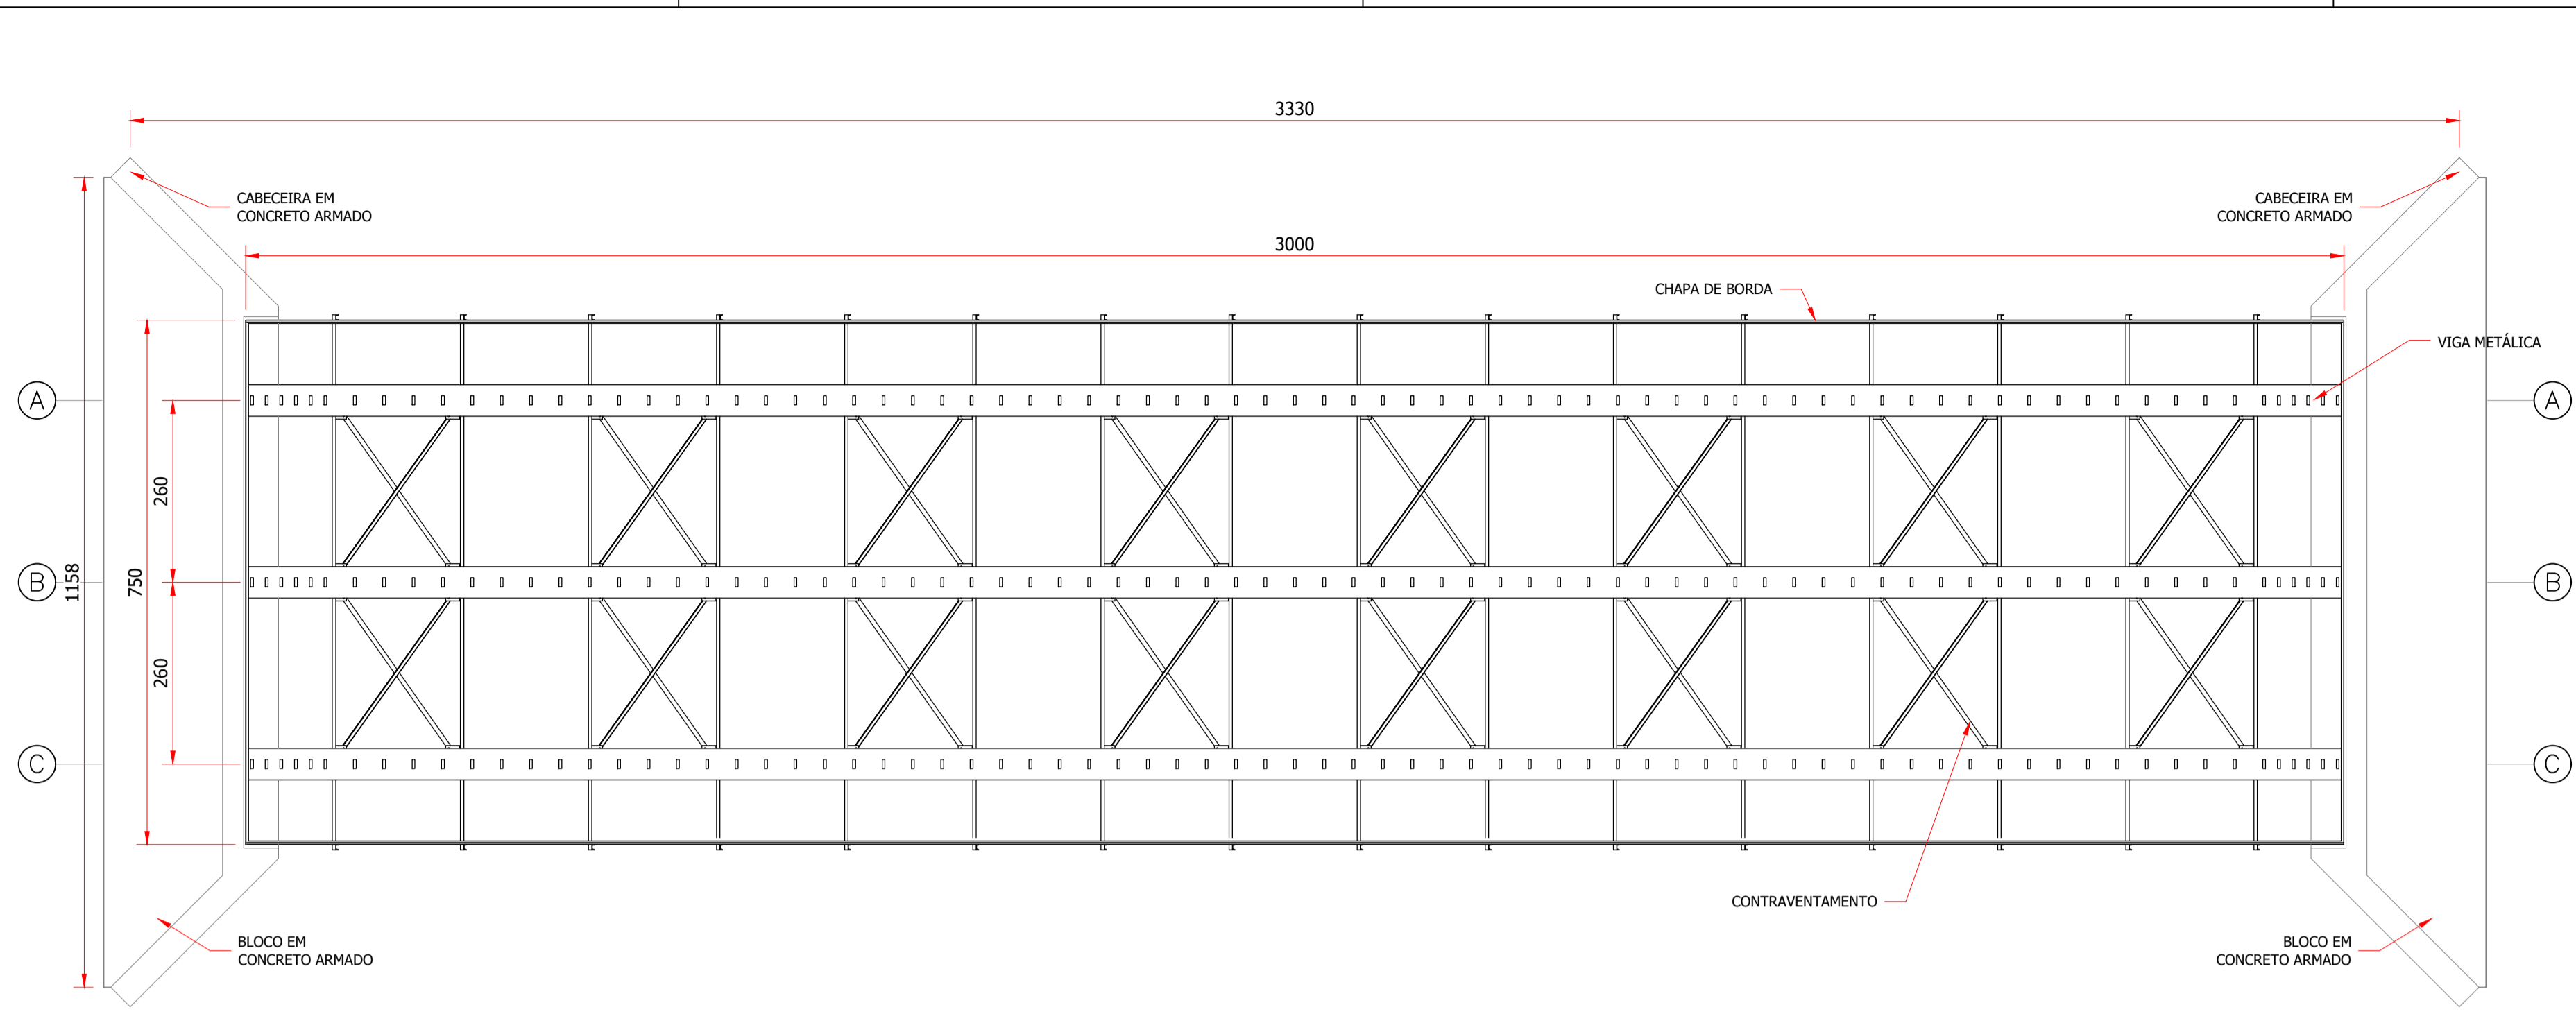 3330
CABECEIRA EM
CONCRETO ARMADO
CABECEIRA EM
CONCRETO ARMADO
3000
CHAPA DE BORDA
VIGA METÁLICA
A
A
260
B
1158
750
B
260
C
C
CONTRAVENTAMENTO
BLOCO EM
CONCRETO ARMADO
BLOCO EM
CONCRETO ARMADO